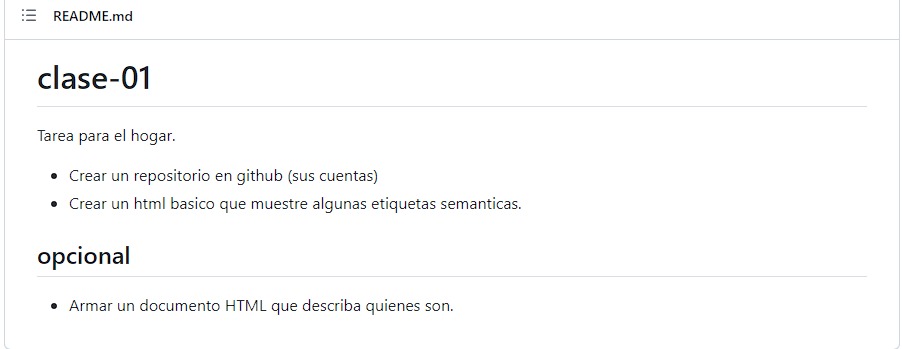 README.md
clase-01
Tarea para el hogar.
Crear un repositorio en github (sus cuentas)
Crear un html basico que muestre algunas etiquetas semanticas.
opcional
Armar un documento HTML que describa quienes son.